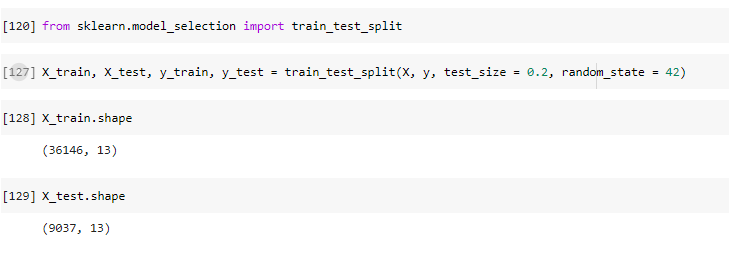 [120] from sklearn.model_selection import train_test_split
[127] X_train, X_test, y_train, y_test = train_test_split(X, y, test_size = 0.2, random_state = 42)
[128] X_train.shape
(36146, 13)
[129] X_test.shape
(9037, 13)